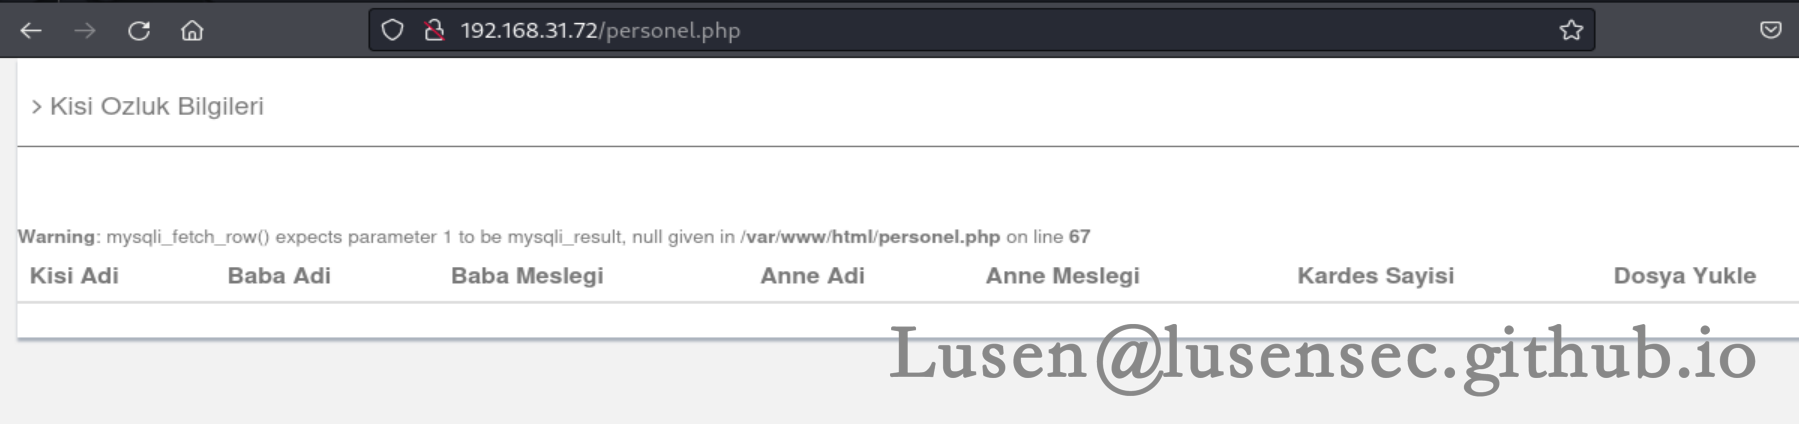 192.168.31.72/personel.php
> Kisi Ozluk Bilgileri
Warning: mysqli_fetch_row() expects parameter 1 to be mysqli_result, null given in /var/www/html/personel.php on line 67
Kisi Adi Baba Adi Baba Meslegi Anne Adi Anne Meslegi Kardes Sayisi Dosya Yukle
Lusen@lusensec.github.io